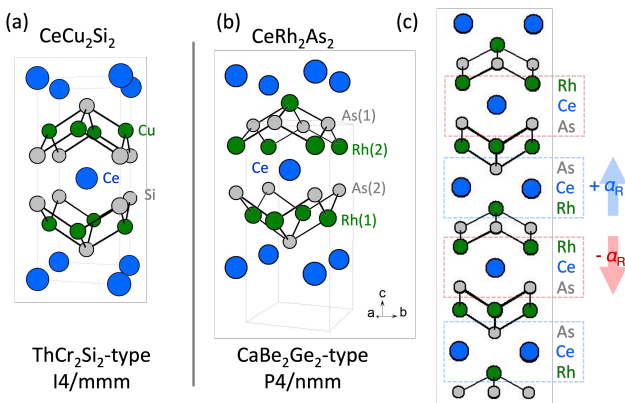 (a)
CeCu₂Si₂
Cu
Ce
Si
ThCr₂Si₂-type
I4/mmm
(b)
CeRh₂As₂
As(1)
Rh(2)
Ce
As(2)
Rh(1)
c
a
b
CaBe₂Ge₂-type
P4/nmm
(c)
Rh
Ce
As
As
Ce + αR
Rh
Rh
Ce - αR
As
As
Ce
Rh